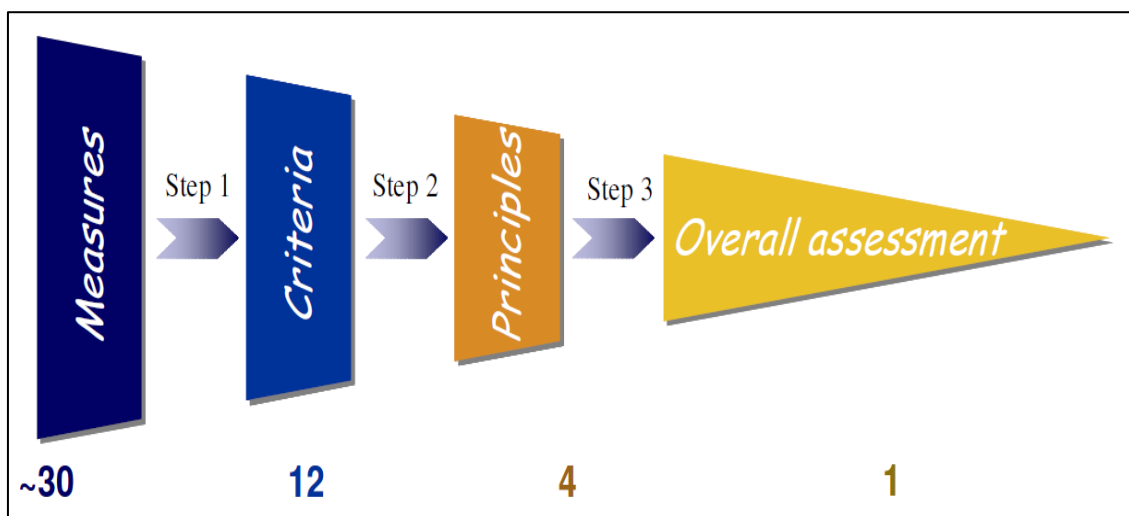 Measures
Step 1
Criteria
Step 2
Principles
Step 3
Overall assessment
~30
12
4
1